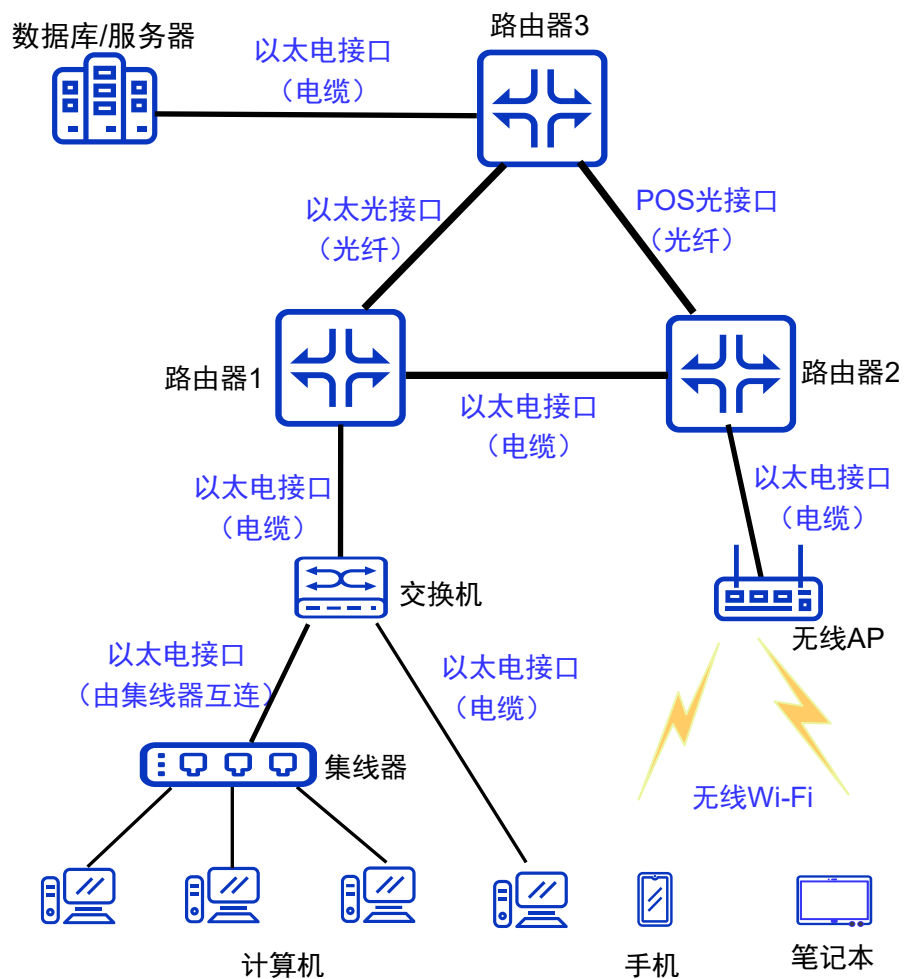 路由器3
数据库/服务器
以太电接口
（电缆）
以太光接口
（光纤）
POS光接口
（光纤）
路由器1
路由器2
以太电接口
（电缆）
以太电接口
（电缆）
以太电接口
（电缆）
交换机
无线AP
以太电接口
（由集线器互连）
以太电接口
（电缆）
集线器
无线Wi-Fi
计算机
手机
笔记本